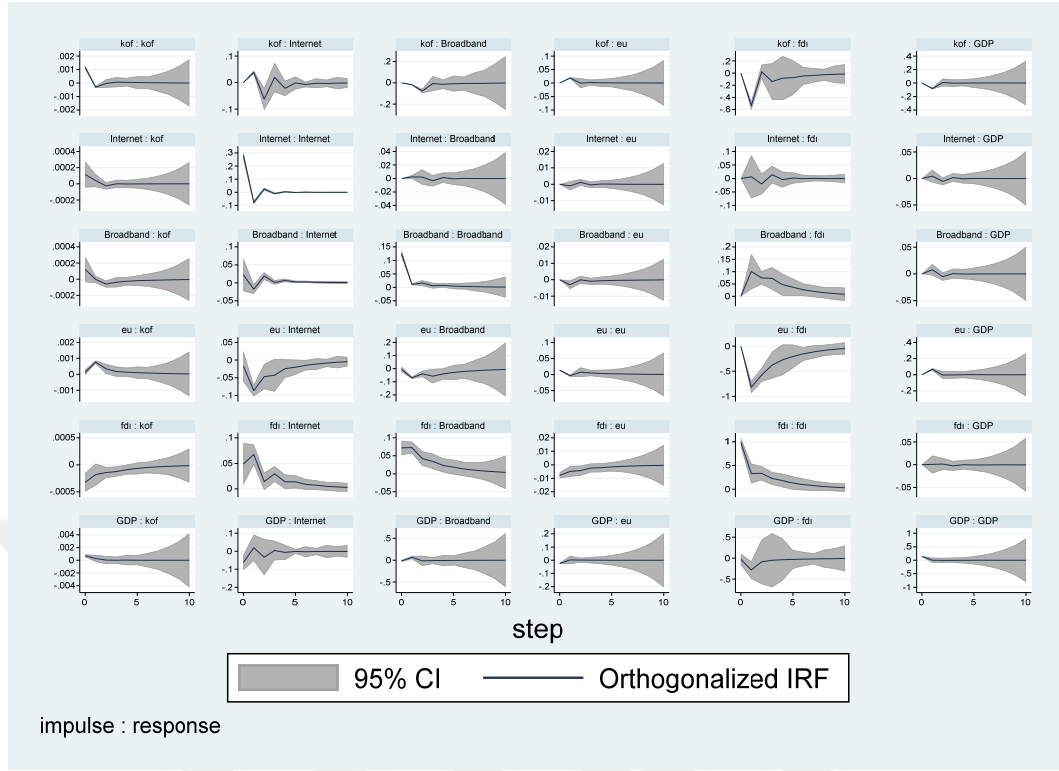 kof : kof
.002
.001
-.001
-.002
kof : Internet
.1
-.1
kof : Broadband
.2
-.2
kof : eu
.1
-.05
-.1
kof : fdı
.2
-.2
-.4
-.6
kof : GDP
.4
.2
0
-.2
-.4
Internet : kof
.0004
0
-.0002
Internet : Internet
.3
.2
.1
0
-.1
Internet : Broadband
.04
.02
0
-.02
-.04
Internet : eu
.02
0
-.01
Internet : fdı
.1
.05
0
-.05
-.1
Internet : GDP
.05
0
-.05
Broadband : kof
.0004
.0002
0
-.0002
Broadband : Internet
.1
.05
0
-.05
Broadband : Broadband
.15
.1
.05
-.05
Broadband : eu
.02
0
-.01
Broadband : fdı
.2
.1
.05
0
Broadband : GDP
.05
0
-.05
eu : kof
.002
.001
0
-.001
eu : Internet
.05
0
-.05
-.1
eu : Broadband
.2
.1
0
-.1
-.2
eu : eu
.1
.05
0
-.05
eu : fdı
0
-.5
-1
eu : GDP
.4
.2
0
-.2
fdı : kof
.0005
0
-.0005
fdı : Internet
.1
.05
0
fdı : Broadband
.1
.05
0
-.05
fdı : eu
.02
.01
0
-.01
-.02
fdı : fdı
1
.5
0
fdı : GDP
.05
0
-.05
GDP : kof
.004
.002
0
-.002
-.004
0 5 10
GDP : Internet
.1
0
-.1
-.2
0 5 10
GDP : Broadband
.5
0
-.5
0 5 10
GDP : eu
.2
.1
0
-.1
-.2
0 5 10
GDP : fdı
.5
0
-.5
0 5 10
GDP : GDP
1
.5
0
-.5
-1
0 5 10
step
95% CI
Orthogonalized IRF
impulse : response